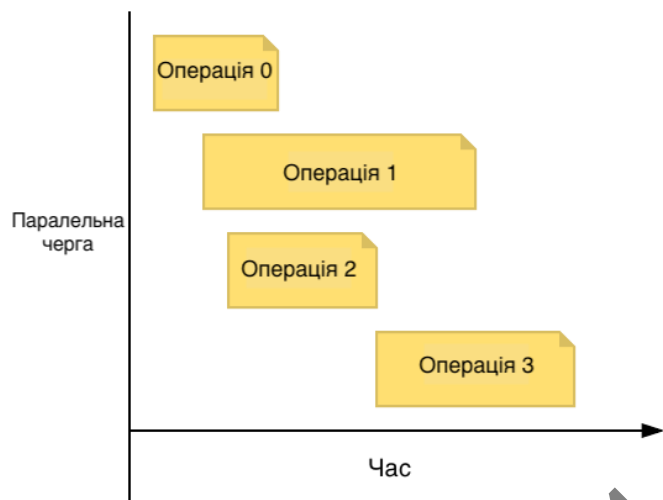 Операція 0
Операція 1
Паралельна
черга
Операція 2
Операція 3
Час